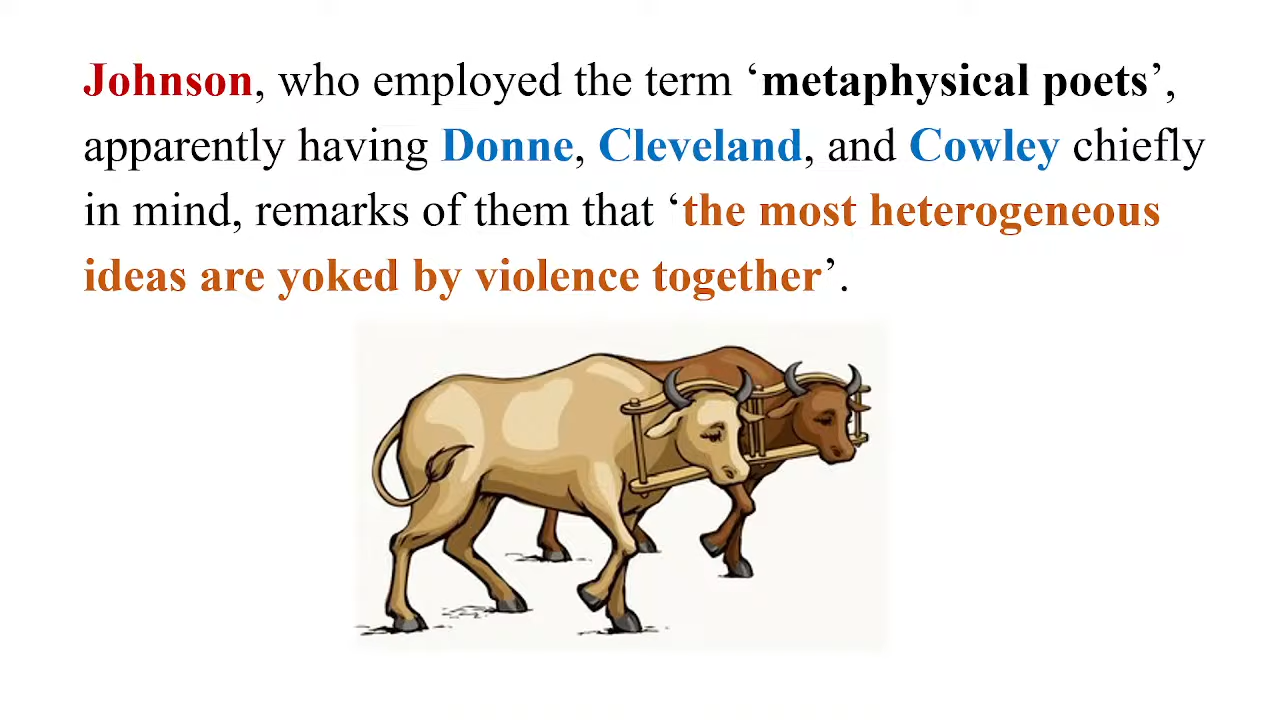 Johnson, who employed the term ‘metaphysical poets’,
apparently having Donne, Cleveland, and Cowley chiefly
in mind, remarks of them that ‘the most heterogeneous
ideas are yoked by violence together’.